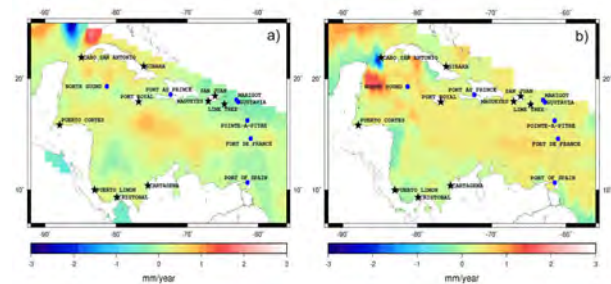 -90° -80° -70° -60°
a)
20°
10°
CABO SAN ANTONIO
GIBARA
NORTH SOUND
PORT AU PRINCE
SAN JUAN
MARIGOT
PORT ROYAL
MAGUEYES
GUSTAVIA
LIME TREE
PUERTO CORTES
POINTE-A-PITRE
FORT DE FRANCE
PORT OF SPAIN
PUERTO LIMON
CARTAGENA
CRISTOBAL
-3 -2 -1 0 1 2 3
mm/year
-90° -80° -70° -60°
b)
20°
10°
CABO SAN ANTONIO
GIBARA
NORTH SOUND
PORT AU PRINCE
SAN JUAN
MARIGOT
PORT ROYAL
MAGUEYES
GUSTAVIA
LIME TREE
PUERTO CORTES
POINTE-A-PITRE
FORT DE FRANCE
PORT OF SPAIN
PUERTO LIMON
CARTAGENA
CRISTOBAL
-3 -2 -1 0 1 2 3
mm/year